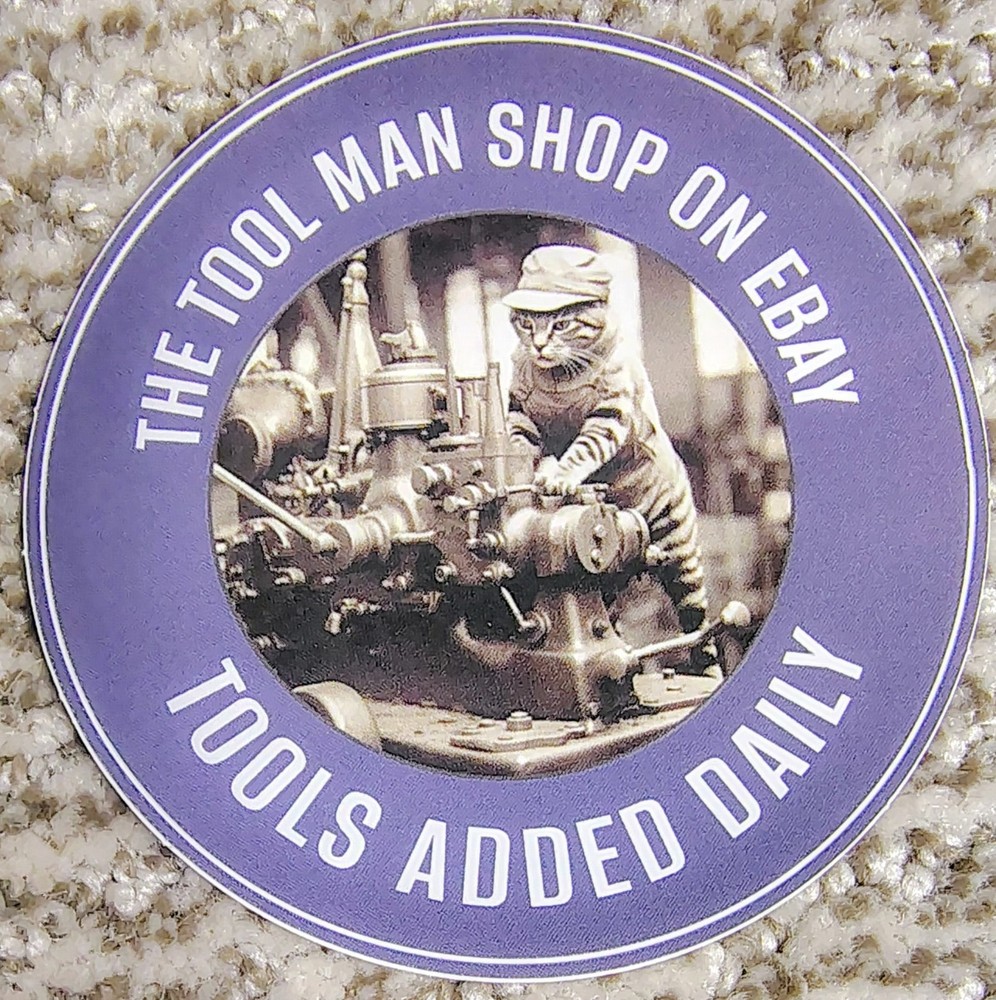 THE TOOL MAN SHOP ON EBAY
TOOLS ADDED DAILY